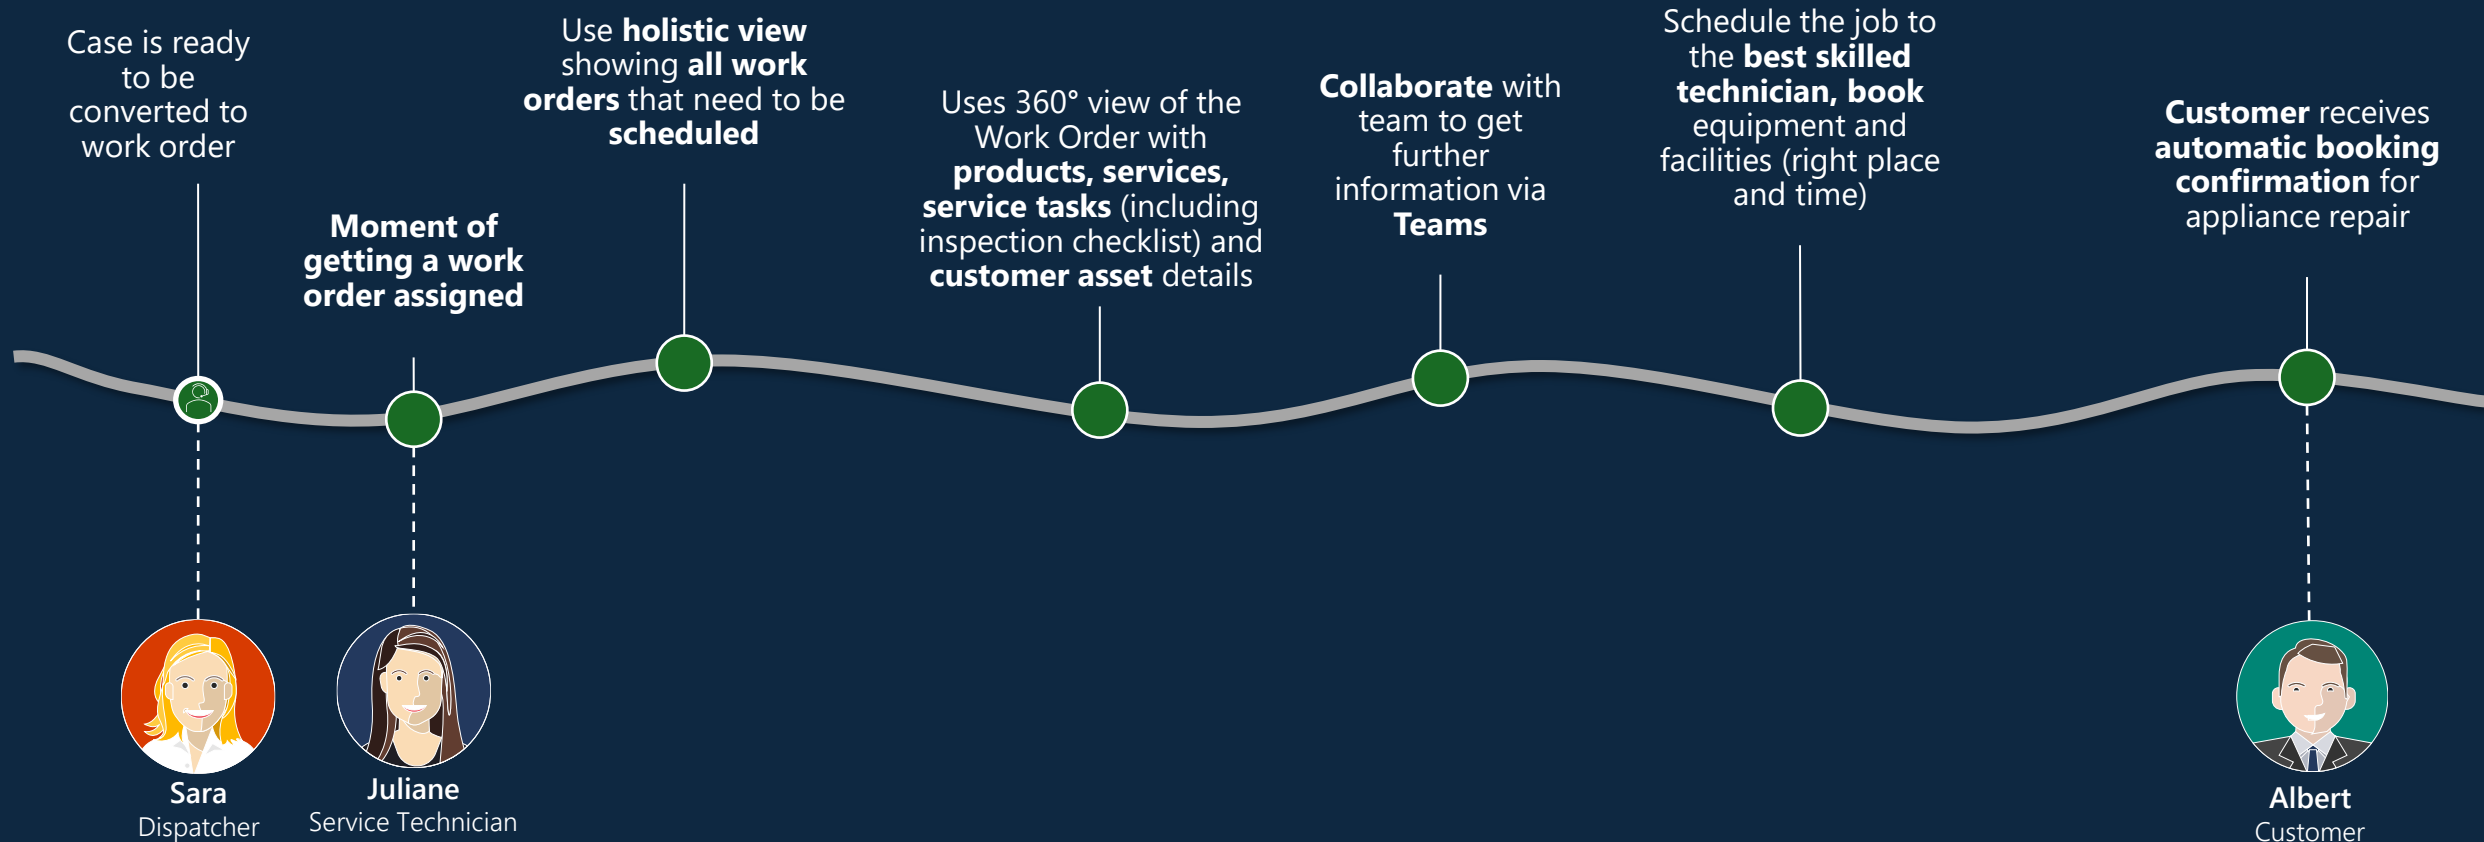 Case is ready
to be
converted to
work order
Moment of
getting a work
order assigned
Use holistic view
showing all work
orders that need to be
scheduled
Uses 360° view of the
Work Order with
products, services,
service tasks (including
inspection checklist) and
customer asset details
Collaborate with
team to get
further
information via
Teams
Schedule the job to
the best skilled
technician, book
equipment and
facilities (right place
and time)
Customer receives
automatic booking
confirmation for
appliance repair
Sara
Dispatcher
Juliane
Service Technician
Albert
Customer